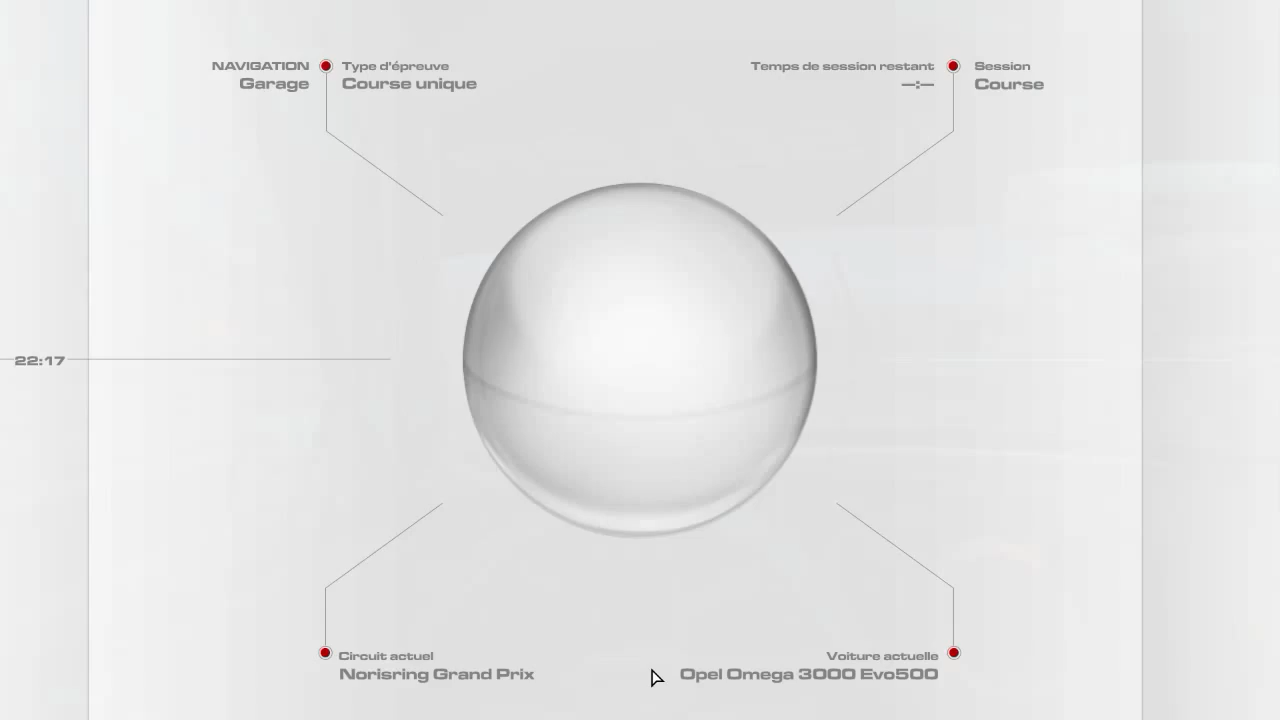 NAVIGATION
Garage
Type d'épreuve
Course unique
Temps de session restant
--:--
Session
Course
22:17
Circuit actuel
Norisring Grand Prix
Voiture actuelle
Opel Omega 3000 Evo500